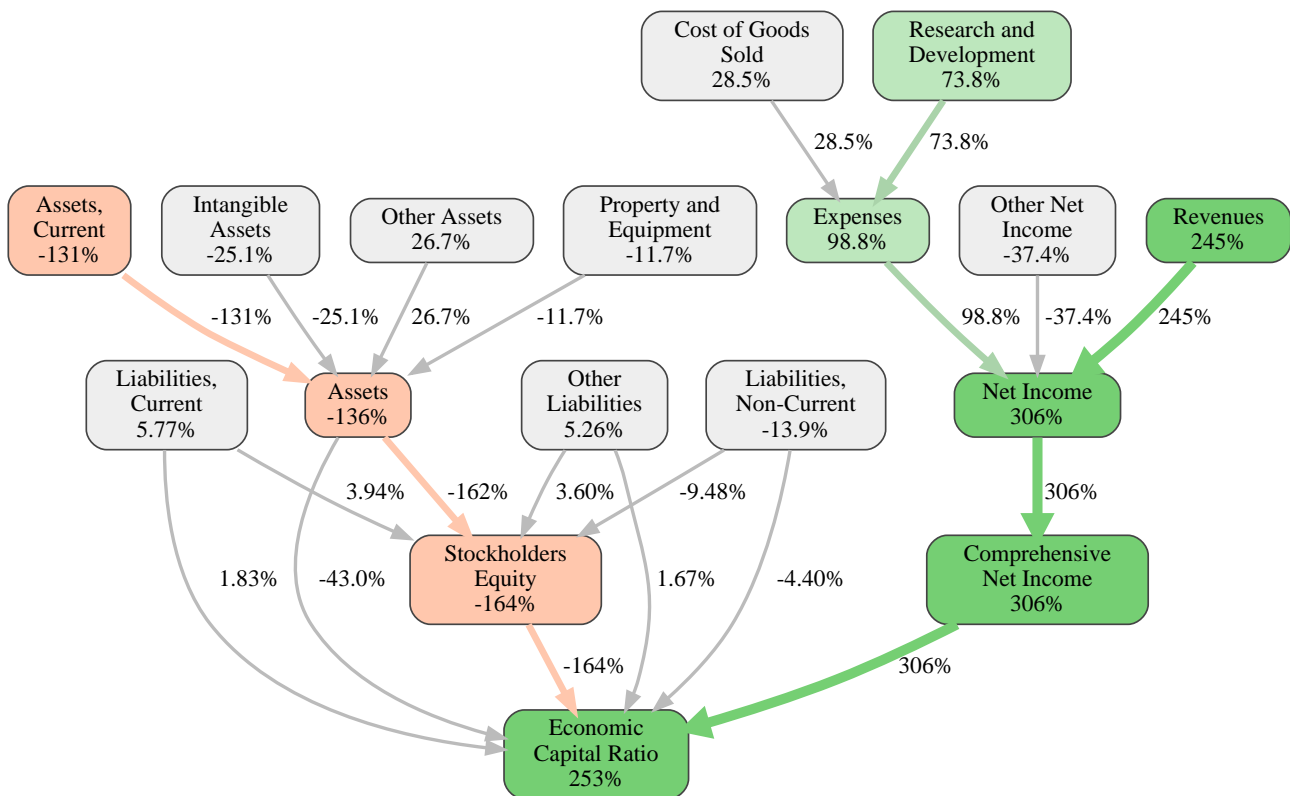 Cost of Goods
Sold
28.5%
Research and
Development
73.8%
28.5%
73.8%
Assets,
Current
-131%
Intangible
Assets
-25.1%
Other Assets
26.7%
Property and
Equipment
-11.7%
Expenses
98.8%
Other Net
Income
-37.4%
Revenues
245%
-131%
-25.1%
26.7%
-11.7%
98.8%
-37.4%
245%
Liabilities,
Current
5.77%
Assets
-136%
Other
Liabilities
5.26%
Liabilities,
Non-Current
-13.9%
Net Income
306%
3.94%
-162%
3.60%
-9.48%
306%
Stockholders
Equity
-164%
Comprehensive
Net Income
306%
1.83%
-43.0%
1.67%
-4.40%
-164%
306%
Economic
Capital Ratio
253%